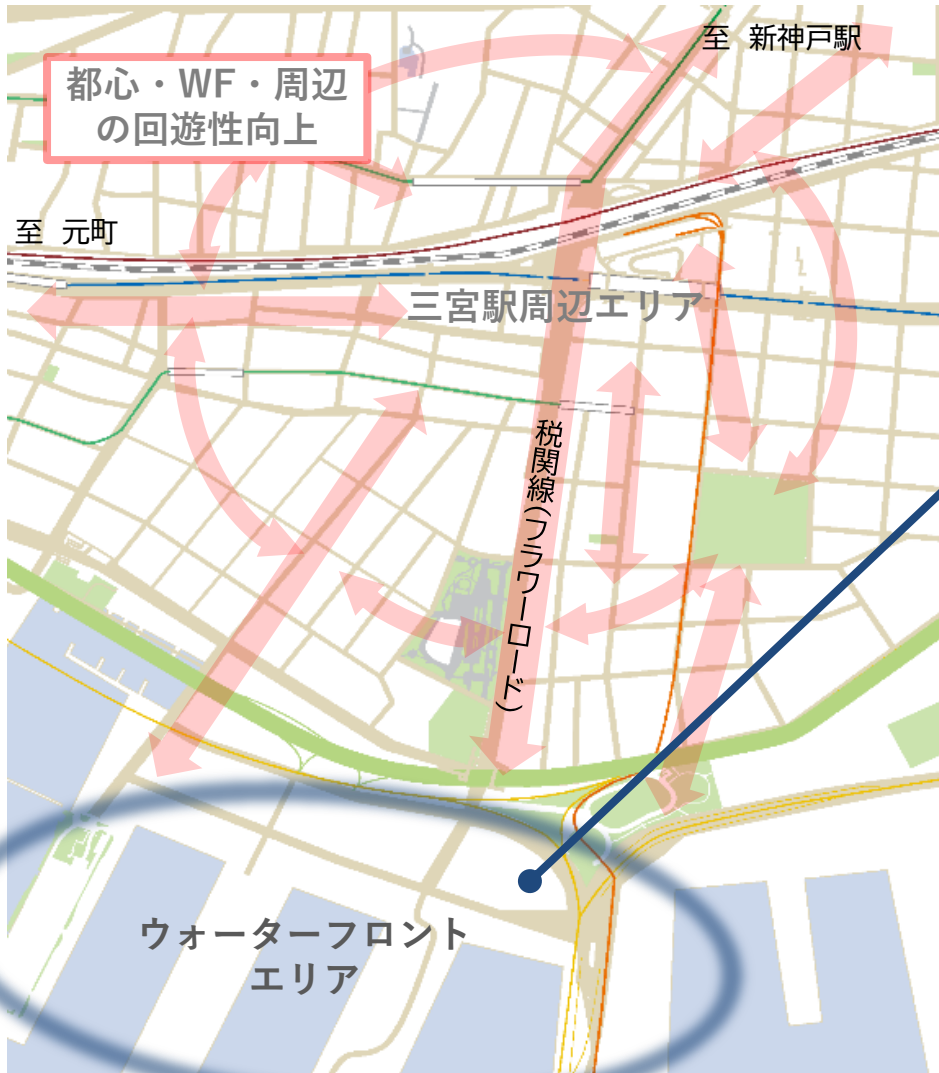 至 新神戸駅
都心・WF・周辺
の回遊性向上
至 元町
三宮駅周辺エリア
税関線(フラワーロード)
ウォーターフロント
エリア